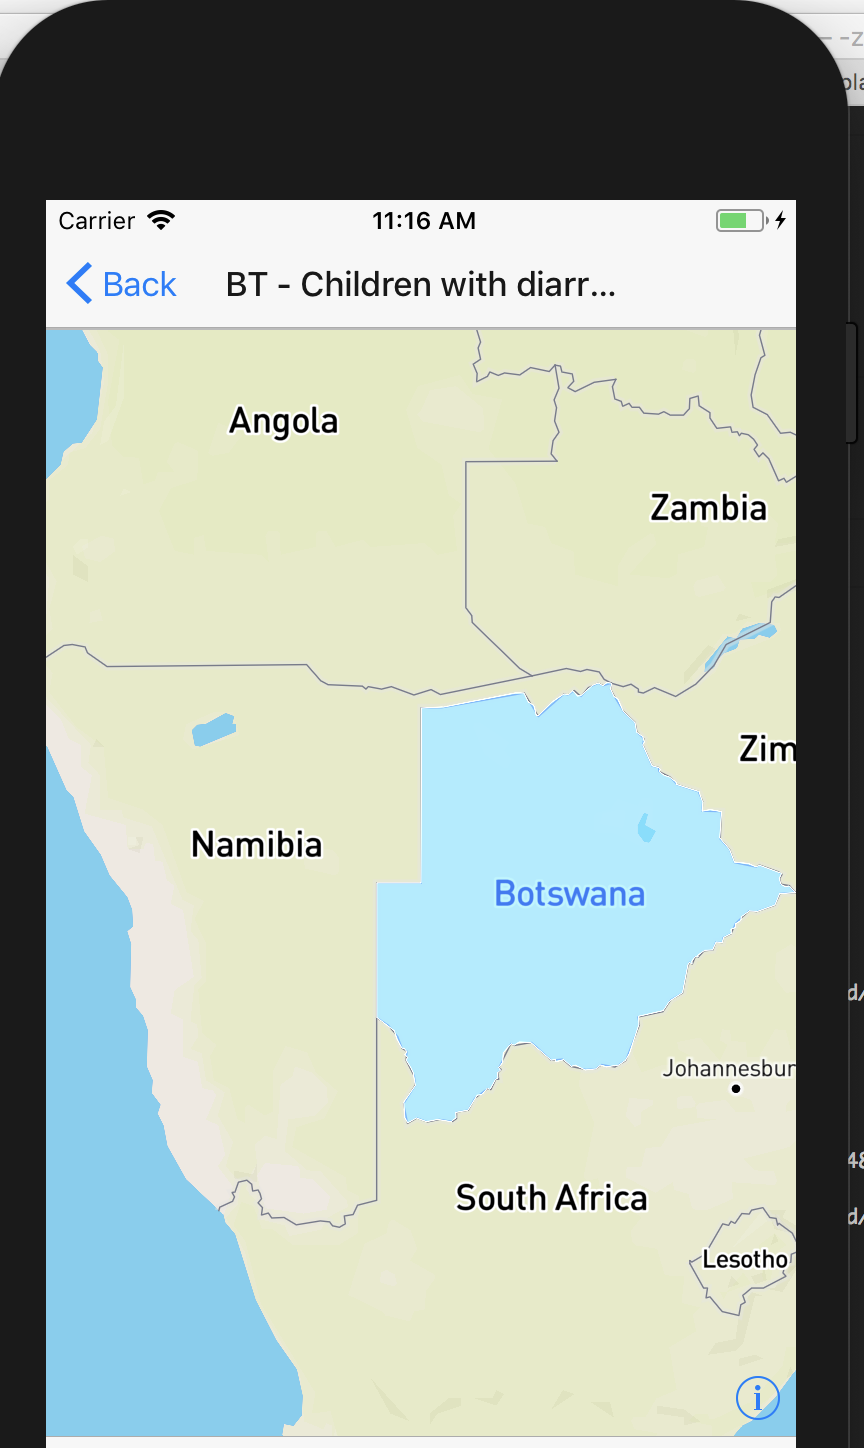 Carrier 11:16 AM
Back BT - Children with diarr...
Angola
Zambia
Zim
Namibia
Botswana
Johannesbur
South Africa
Lesotho
i